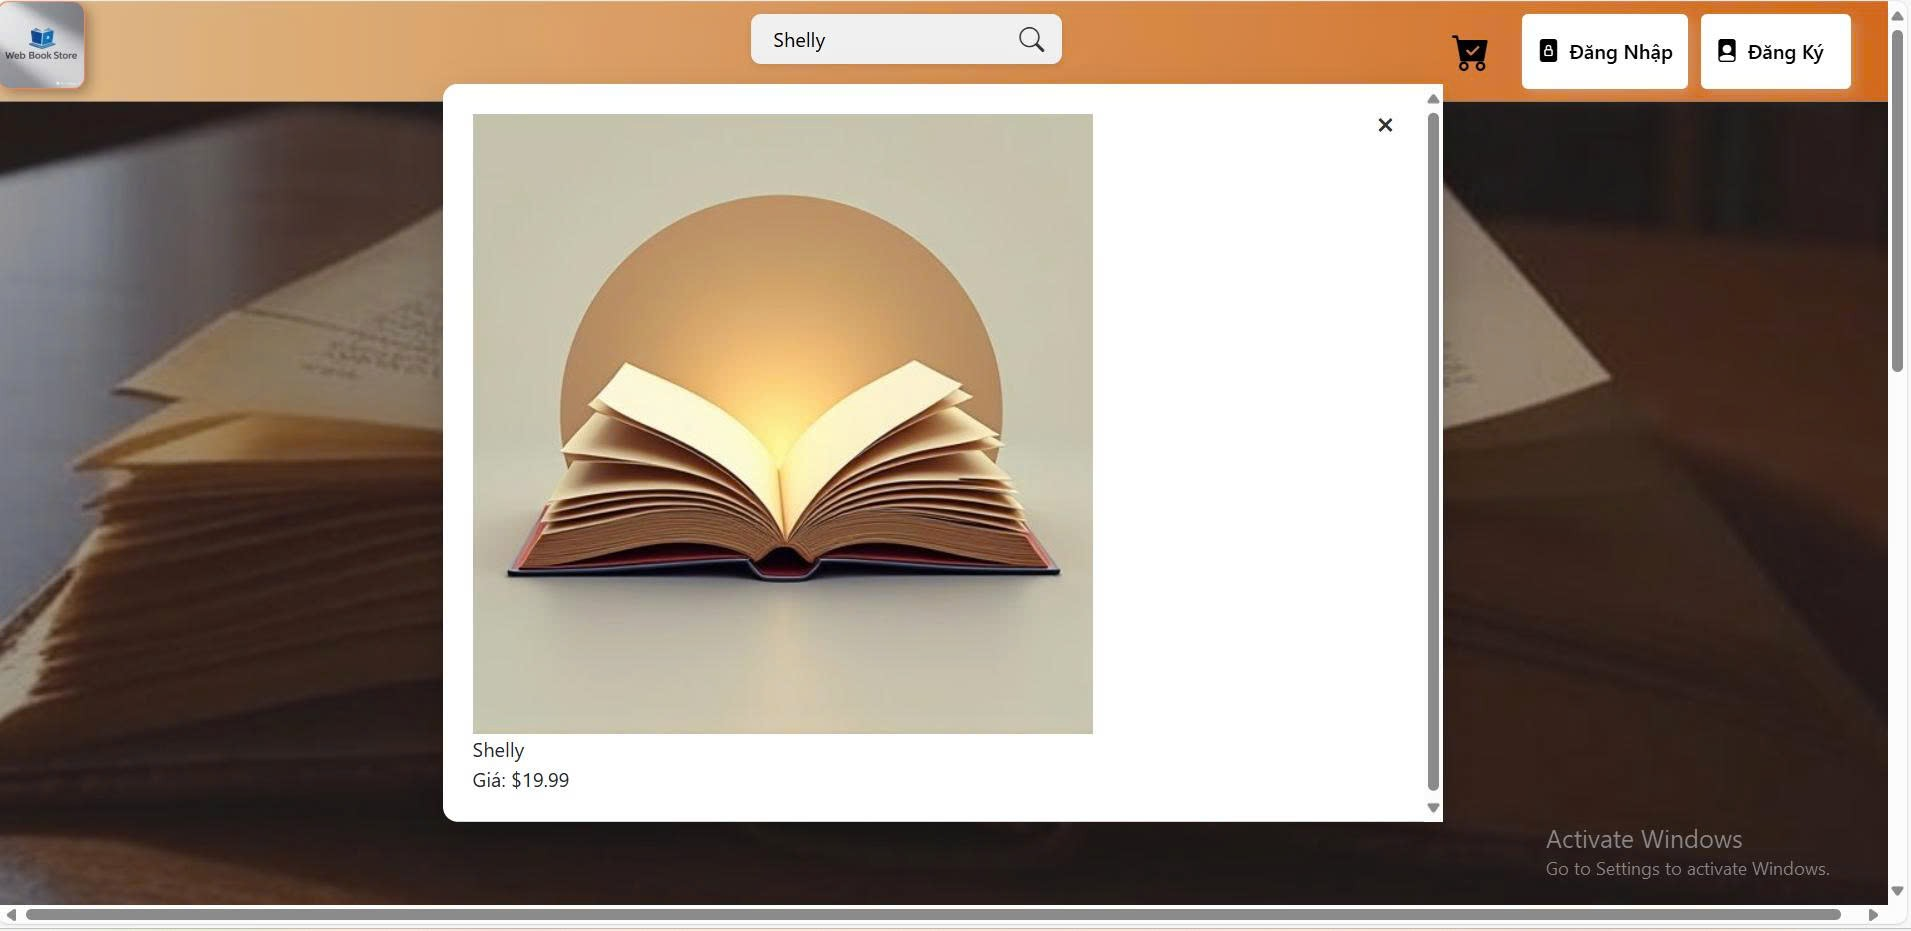 Web Book Store
Shelly
Đăng Nhập
Đăng Ký
Shelly
Giá: $19.99
Activate Windows
Go to Settings to activate Windows.